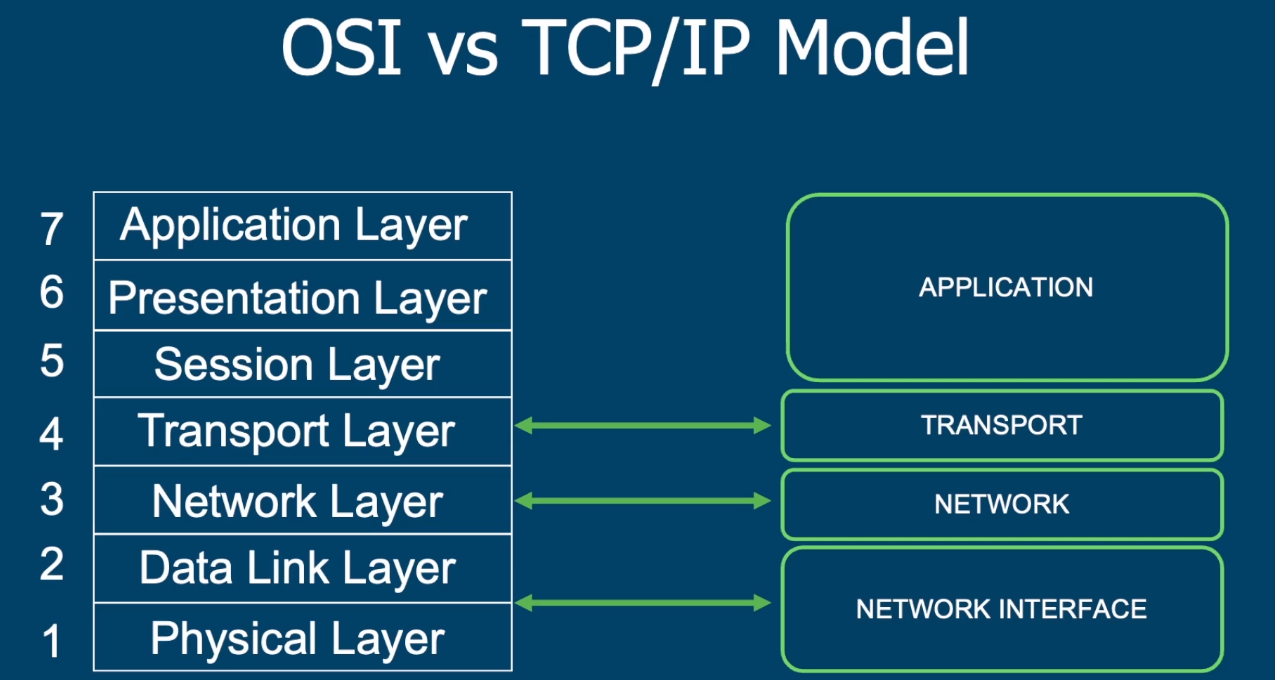 OSI vs TCP/IP Model
7 Application Layer
6 Presentation Layer
5 Session Layer
4 Transport Layer
3 Network Layer
2 Data Link Layer
1 Physical Layer
APPLICATION
TRANSPORT
NETWORK
NETWORK INTERFACE